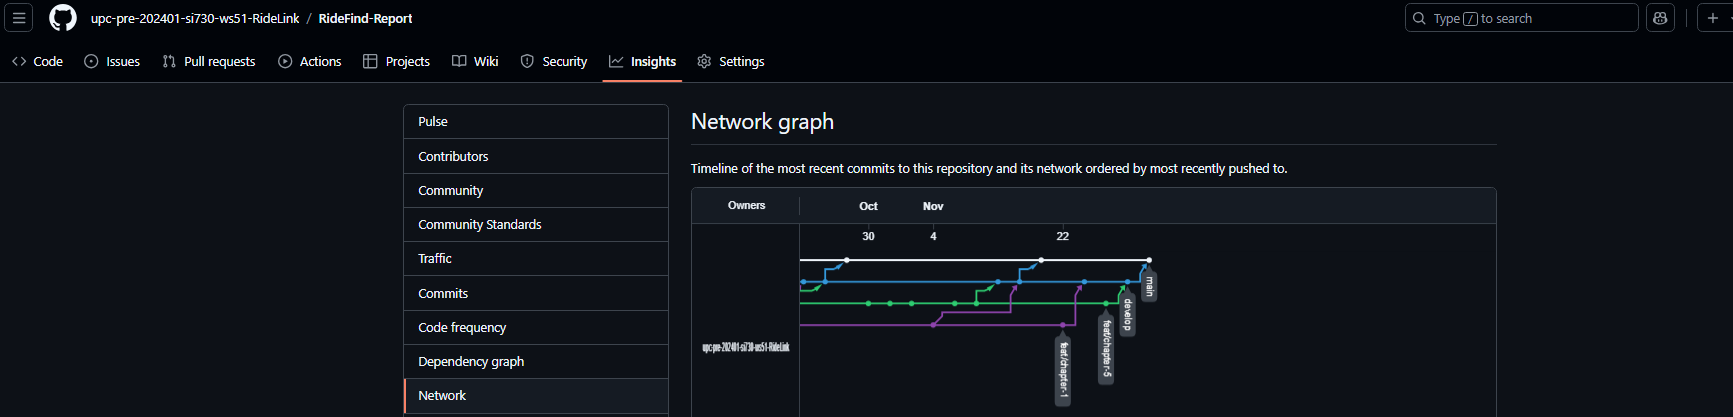 upc-pre-202401-si730-ws51-RideLink / RideFind-Report
Type / to search
Code Issues Pull requests Actions Projects Wiki Security Insights Settings
Pulse
Contributors
Community
Community Standards
Traffic
Commits
Code frequency
Dependency graph
Network
Network graph
Timeline of the most recent commits to this repository and its network ordered by most recently pushed to.
Owners Oct Nov
30 4 22
main
develop
feat/chapter-5
feat/chapter-1
upc-pre-202401-si730-ws51-RideLink